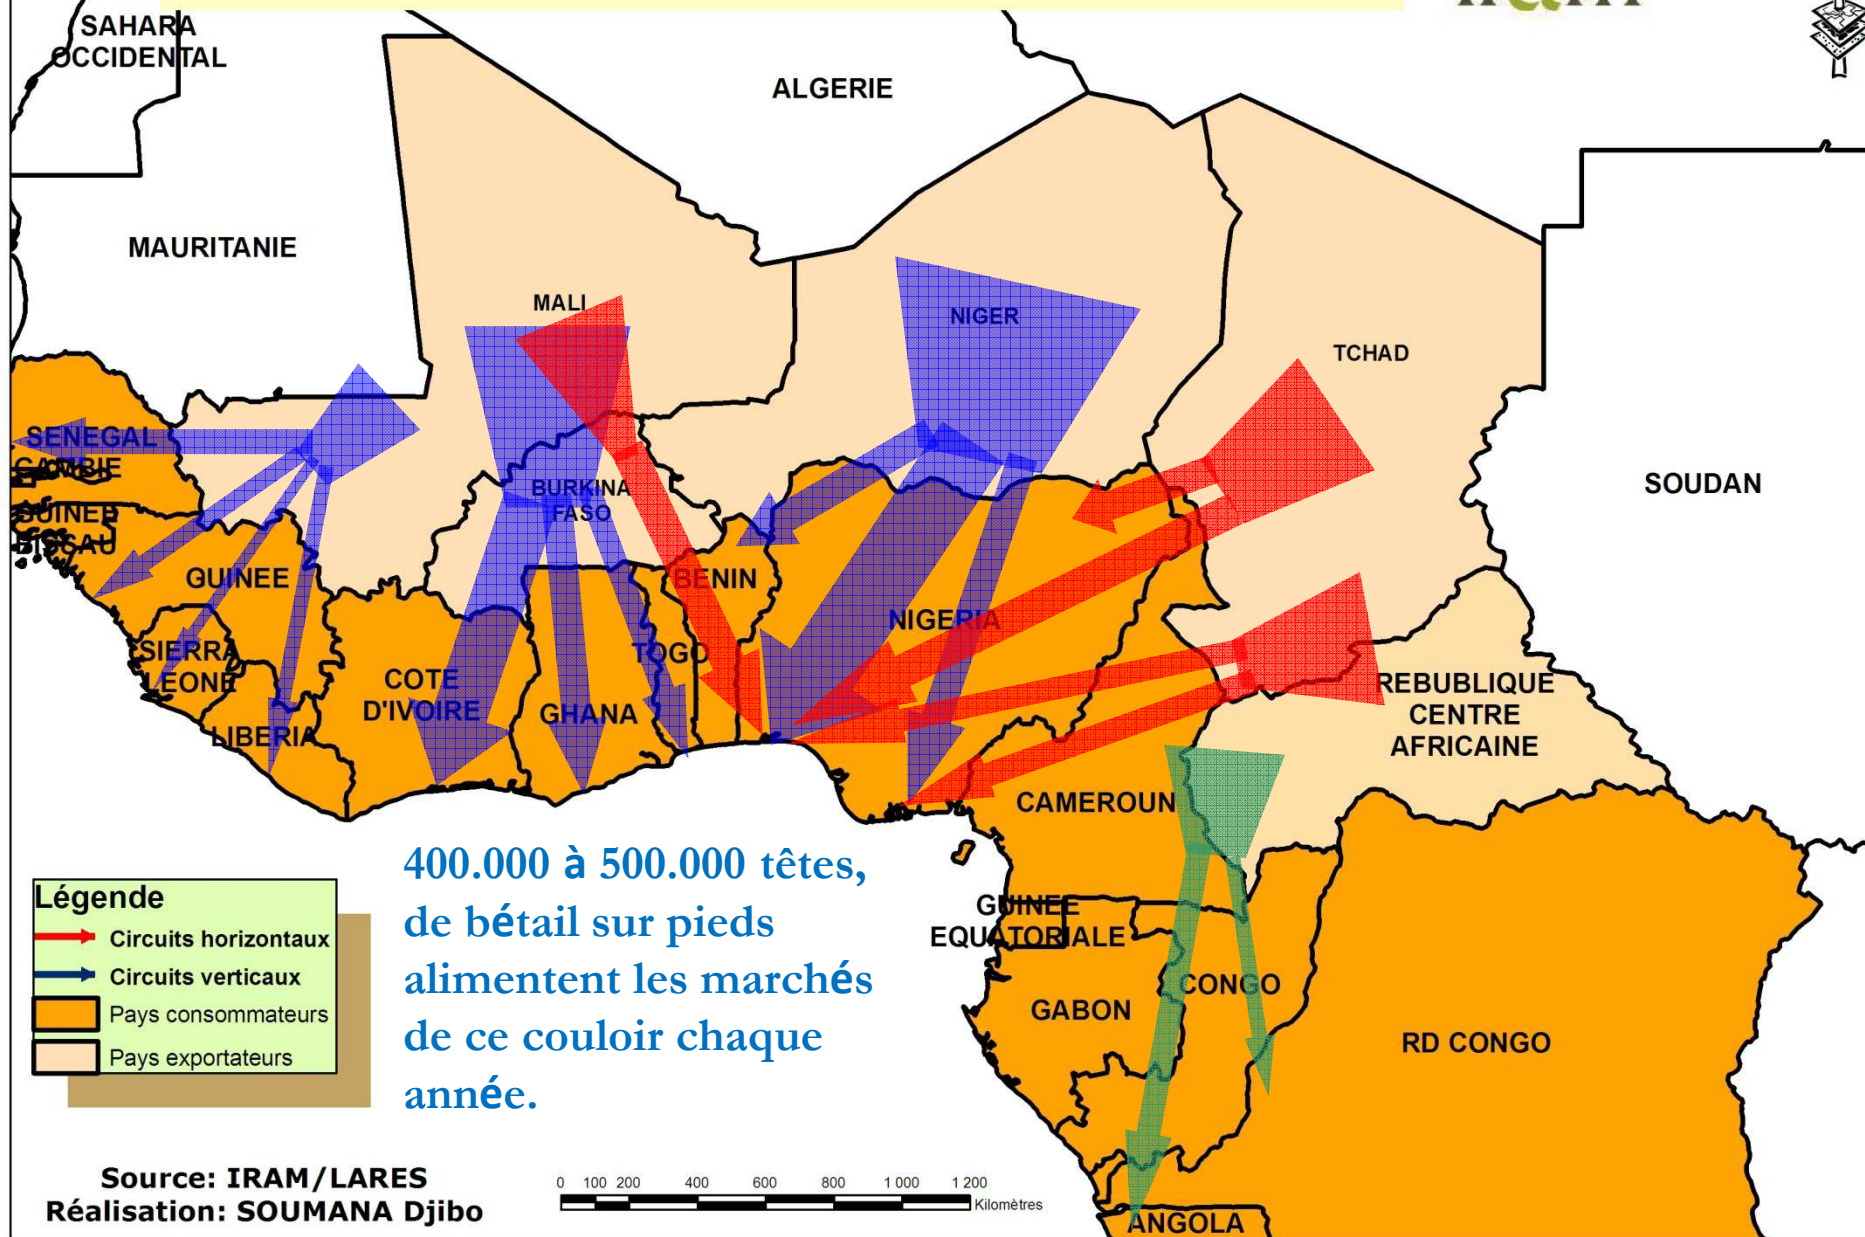 SAHARA
OCCIDENTAL
ALGERIE
MAURITANIE
MALI
NIGER
TCHAD
SENEGAL
GAMBIE
SOUDAN
BURKINA
FASO
GUINEE
BISSAU
GUINEE
BENIN
NIGERIA
SIERRA
LEONE
TOGO
COTE
D'IVOIRE
GHANA
LIBERIA
REBUBLIQUE
CENTRE
AFRICAINE
CAMEROUN
400.000 à 500.000 têtes,
de bétail sur pieds
alimentent les marchés
de ce couloir chaque
année.
Légende
Circuits horizontaux
Circuits verticaux
Pays consommateurs
Pays exportateurs
GUINEE
EQUATORIALE
CONGO
GABON
RD CONGO
Source: IRAM/LARES
Réalisation: SOUMANA Djibo
0 100 200 400 600 800 1 000 1 200
Kilomètres
ANGOLA